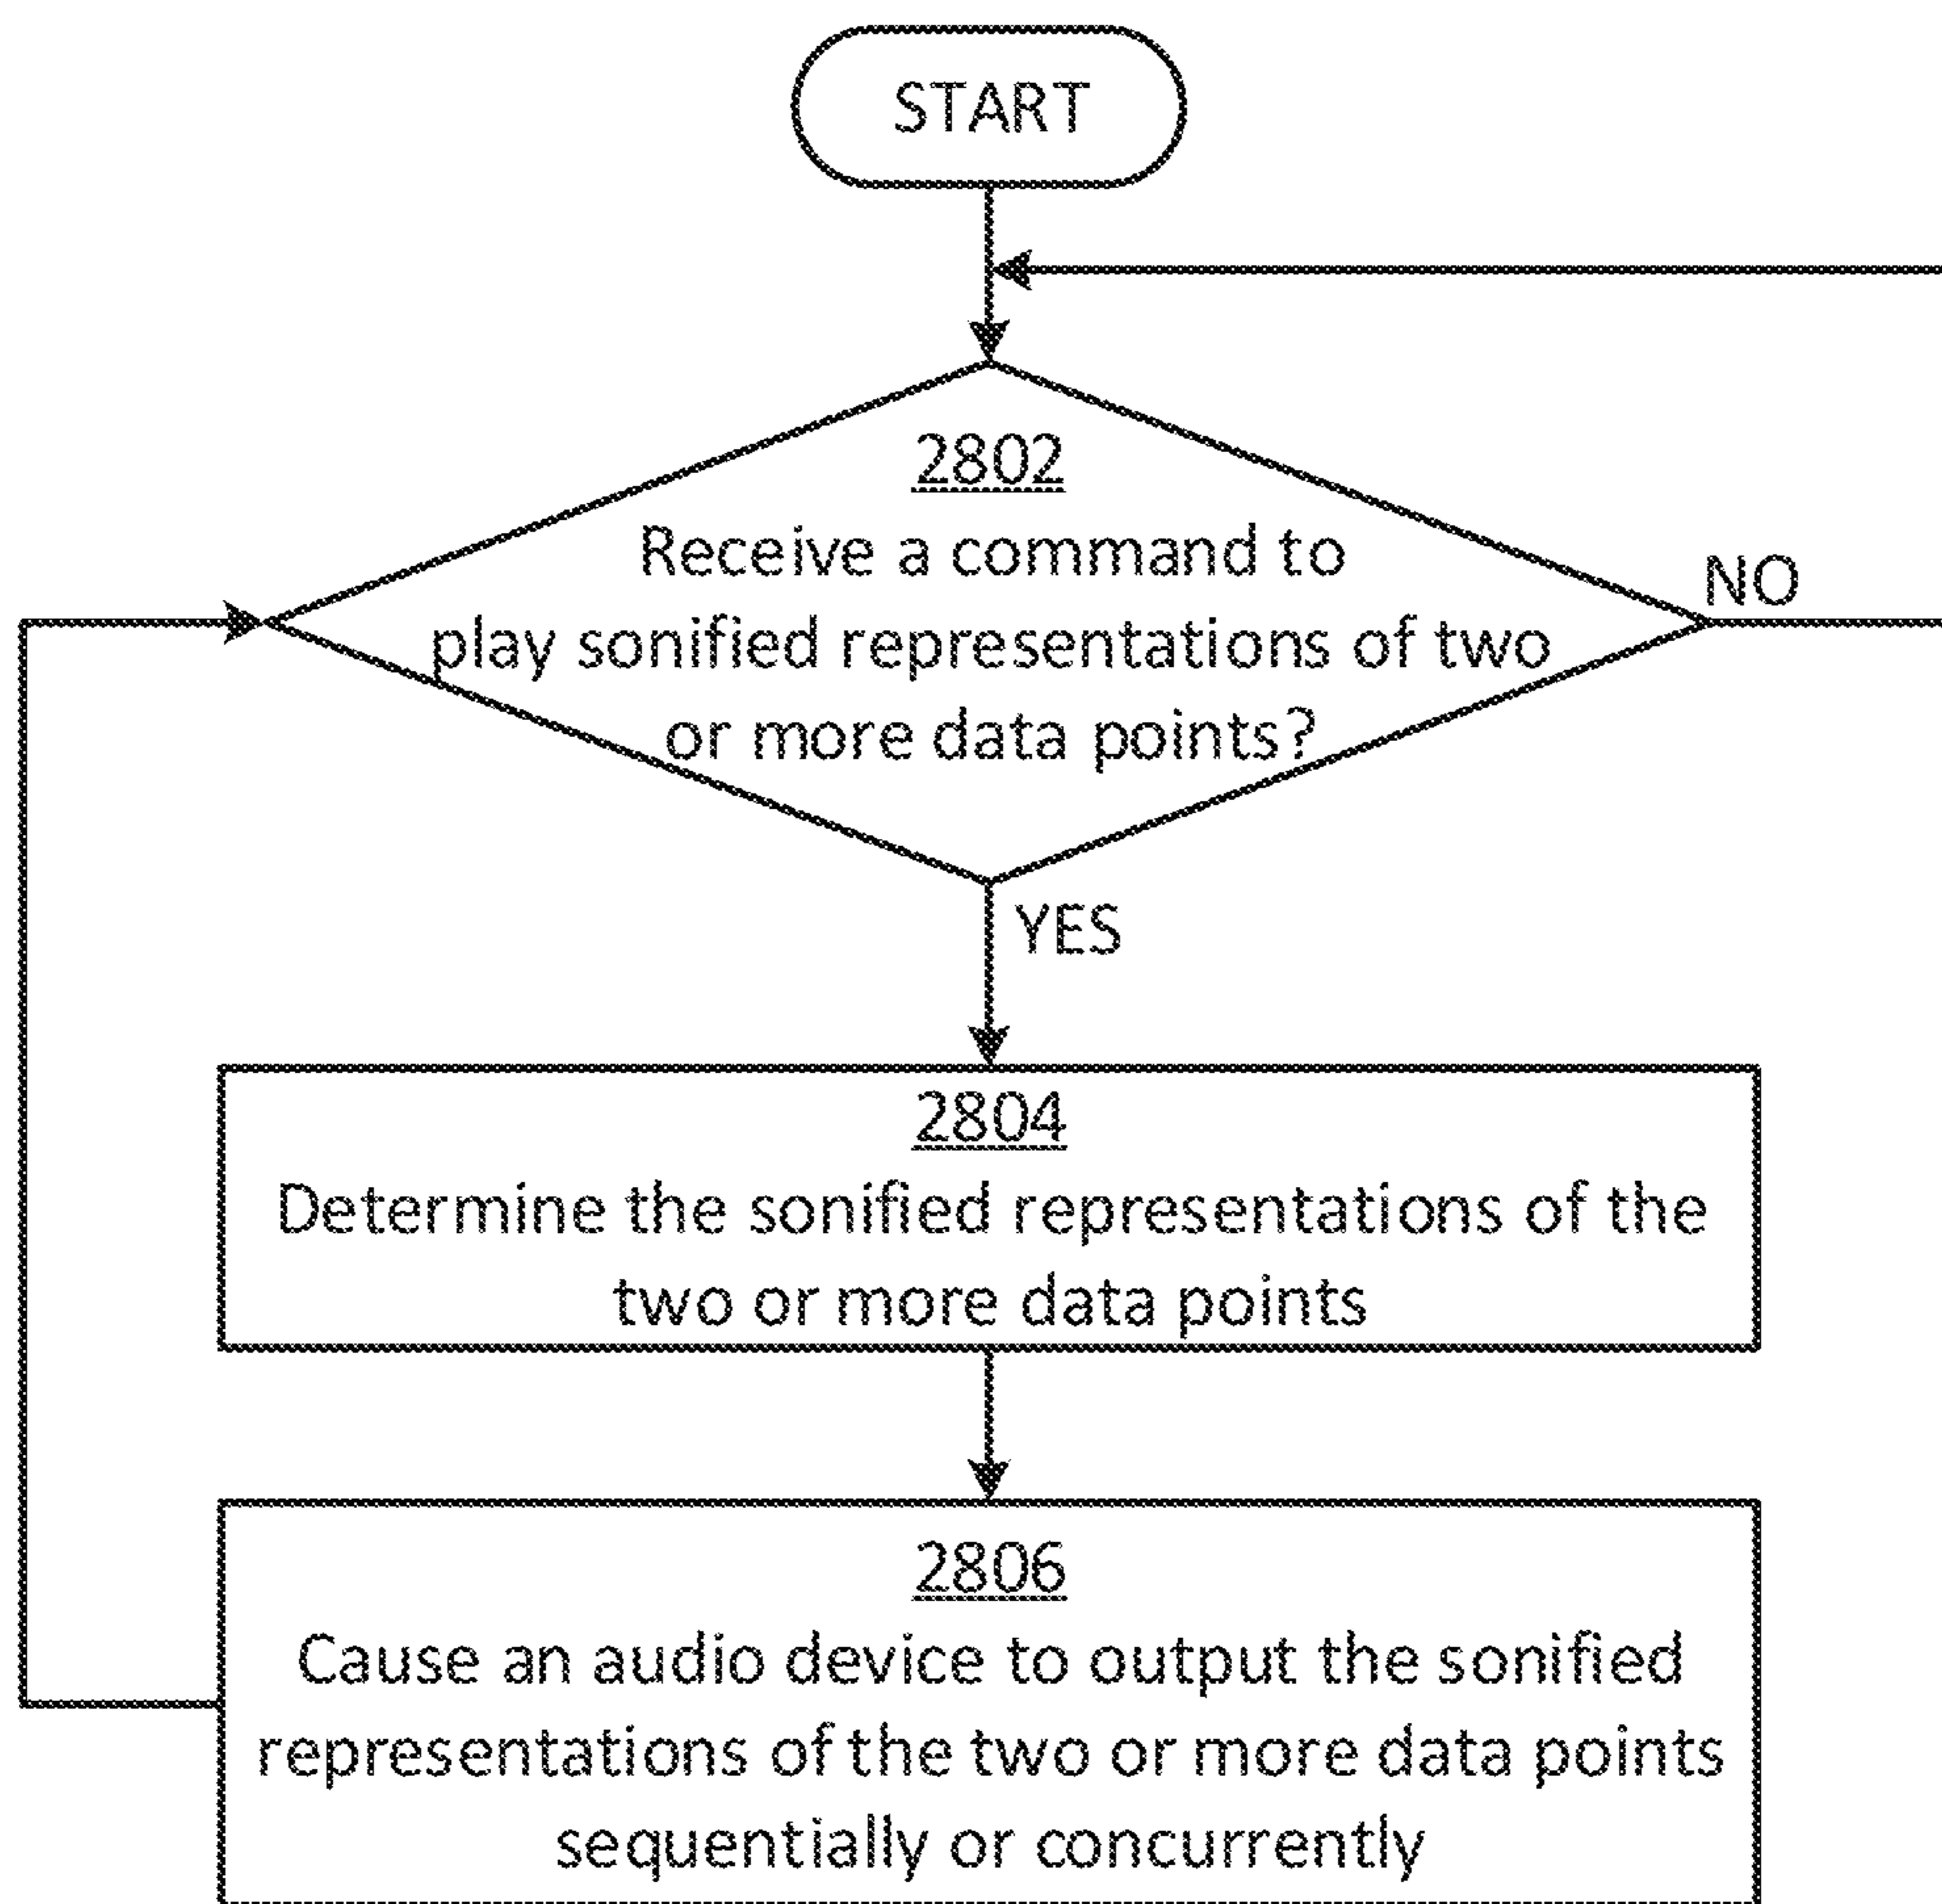 START
2802
Receive a command to
play sonified representations of two
or more data points?
NO
YES
2804
Determine the sonified representations of the
two or more data points
2806
Cause an audio device to output the sonified
representations of the two or more data points
sequentially or concurrently